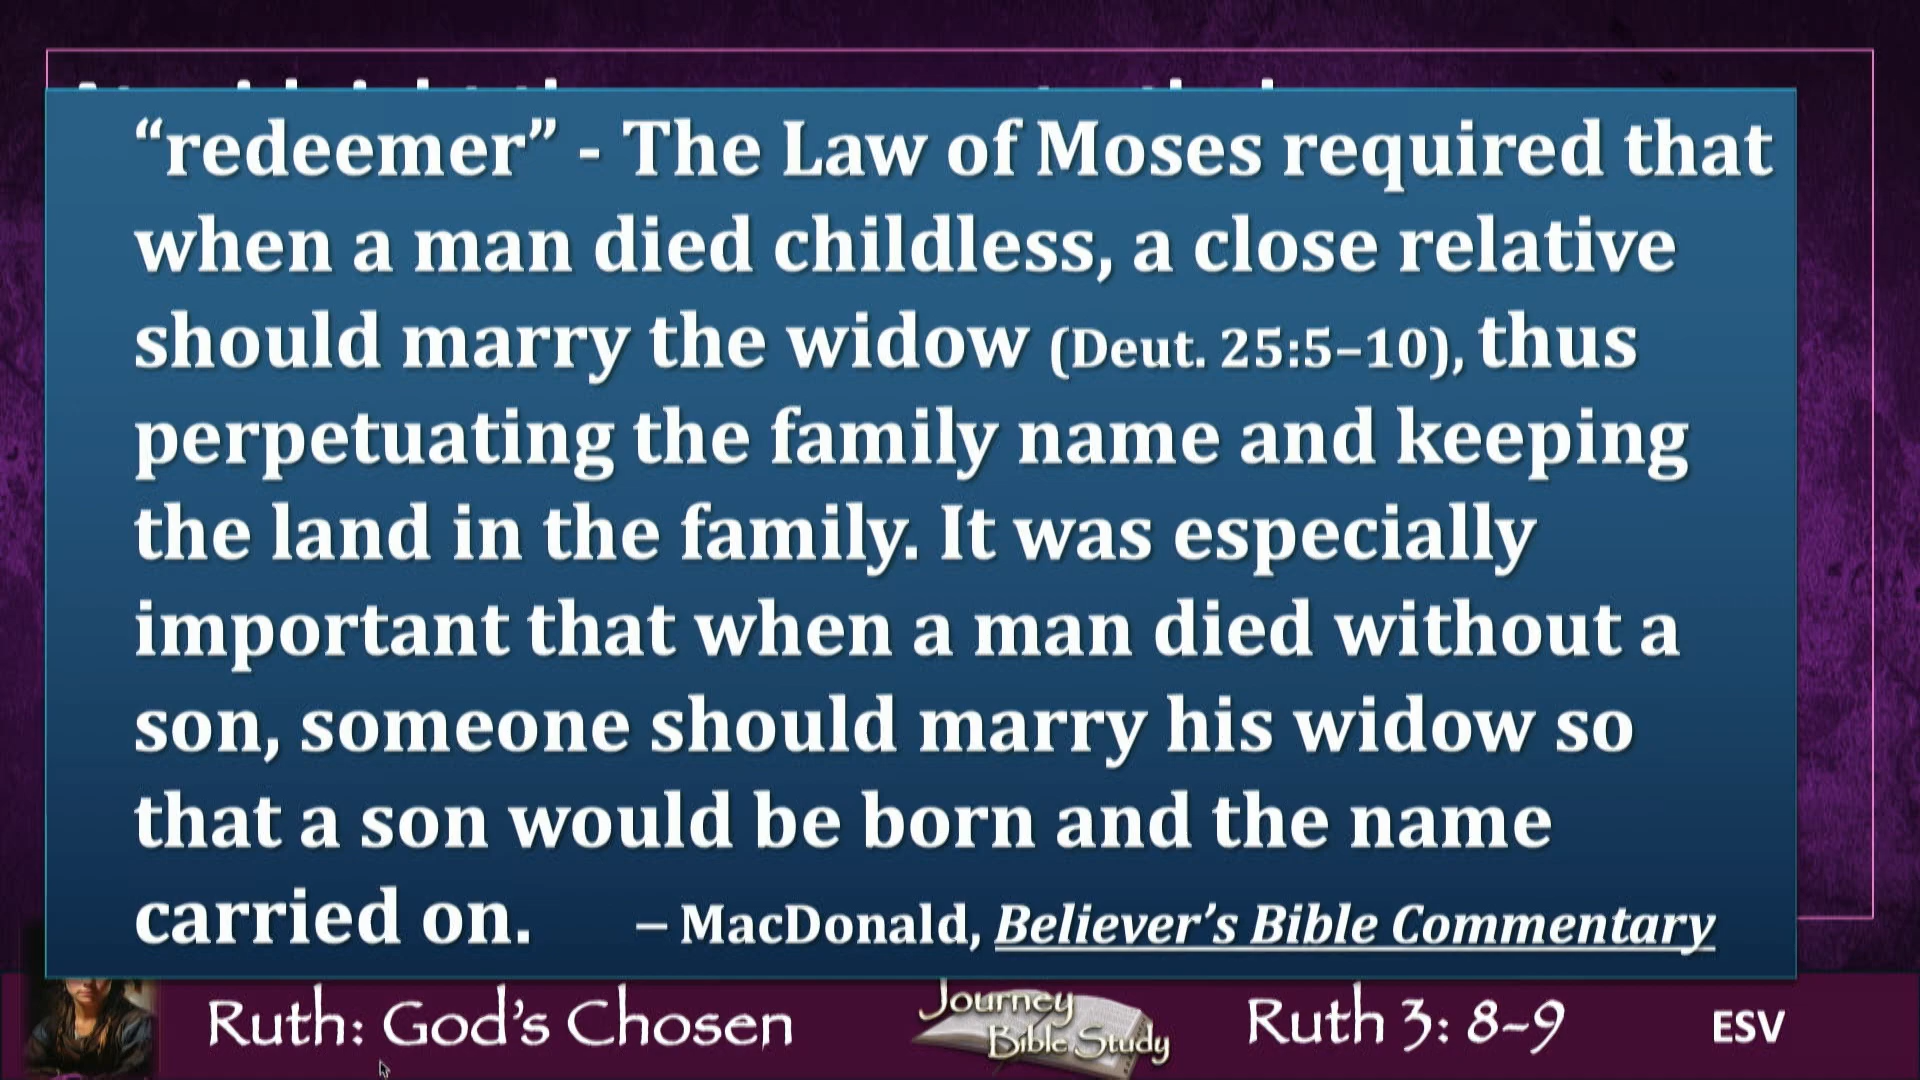 “redeemer” - The Law of Moses required that
when a man died childless, a close relative
should marry the widow (Deut. 25:5–10), thus
perpetuating the family name and keeping
the land in the family. It was especially
important that when a man died without a
son, someone should marry his widow so
that a son would be born and the name
carried on. – MacDonald, Believer’s Bible Commentary
Ruth: God’s Chosen
Journey
Bible Study
Ruth 3: 8-9
ESV